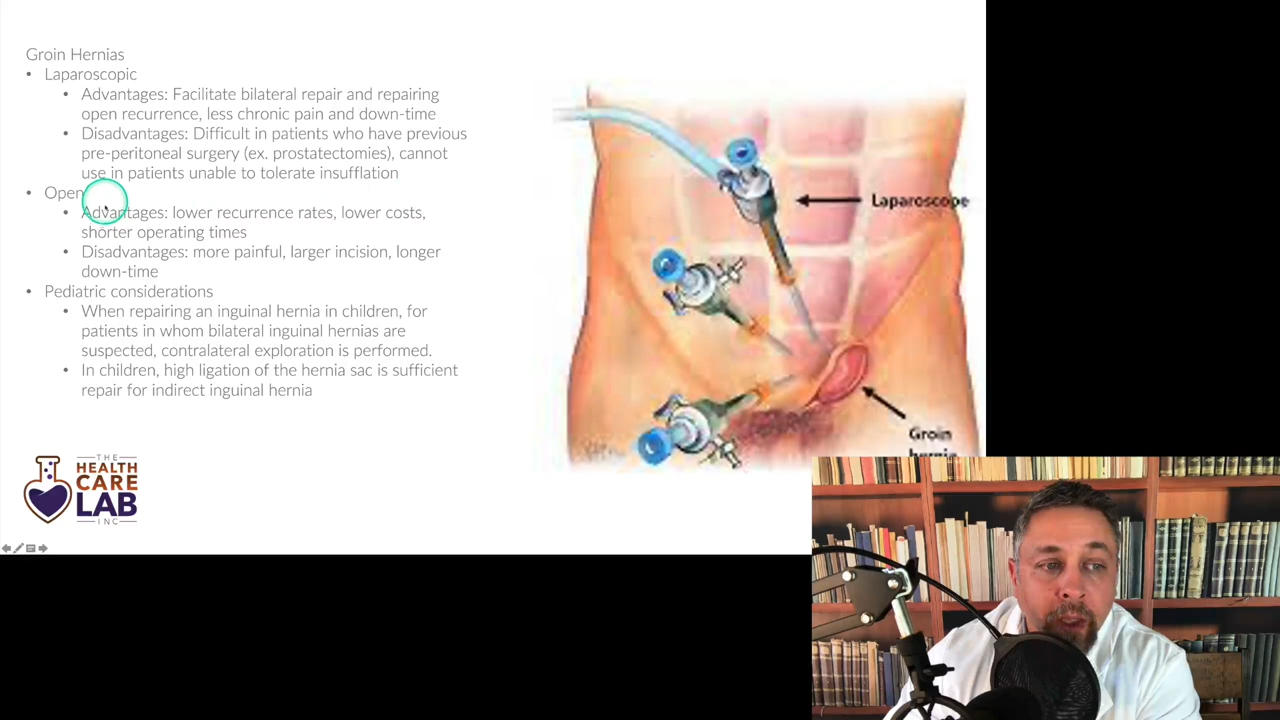 Groin Hernias
• Laparoscopic
• Advantages: Facilitate bilateral repair and repairing
open recurrence, less chronic pain and down-time
• Disadvantages: Difficult in patients who have previous
pre-peritoneal surgery (ex. prostatectomies), cannot
use in patients unable to tolerate insufflation
• Open
• Advantages: lower recurrence rates, lower costs,
shorter operating times
• Disadvantages: more painful, larger incision, longer
down-time
• Pediatric considerations
• When repairing an inguinal hernia in children, for
patients in whom bilateral inguinal hernias are
suspected, contralateral exploration is performed.
• In children, high ligation of the hernia sac is sufficient
repair for indirect inguinal hernia
Laparoscope
Groin
hernia
THE
HEALTH
CARE
LAB
INC